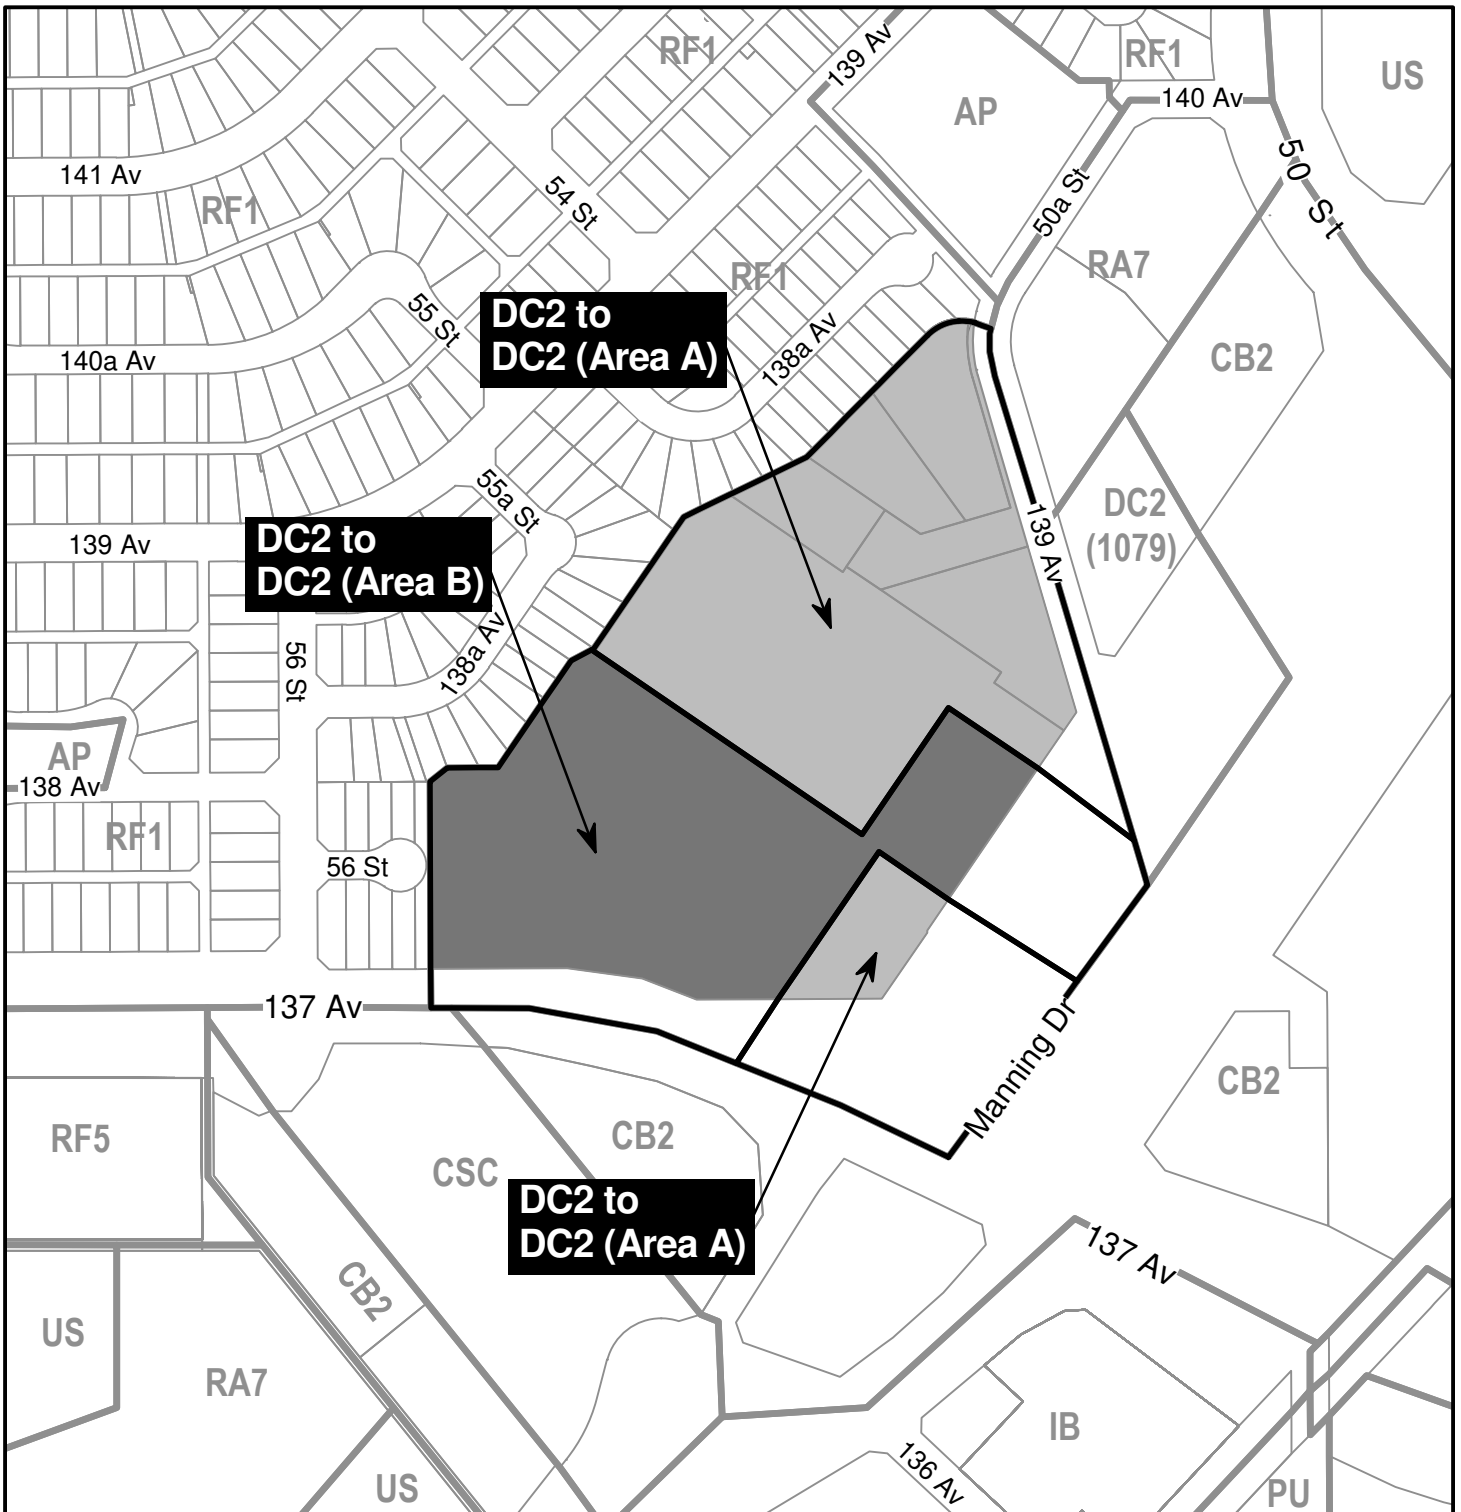 RF1
139 Av
RF1
US
AP
140 Av
141 Av
50 St
RF1
54 St
50a St
RF1
RA7
55 St
DC2 to
DC2 (Area A)
138a Av
140a Av
CB2
55a St
DC2
(1079)
139 Av
139 Av
DC2 to
DC2 (Area B)
56 St
138a Av
AP
138 Av
RF1
56 St
137 Av
Manning Dr
CB2
RF5
CB2
CSC
DC2 to
DC2 (Area A)
137 Av
CB2
US
RA7
IB
136 Av
US
PU